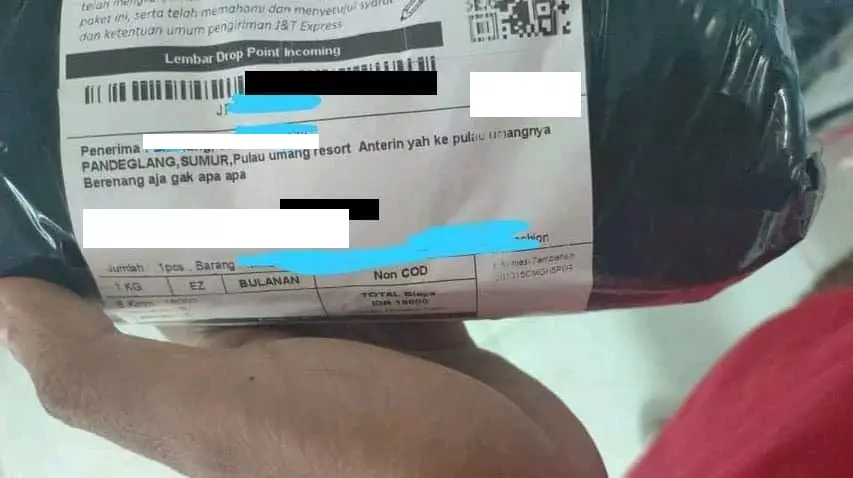 paket ini, serta telah memahami dan menyetujui syarat
dan ketentuan umum pengiriman J&T Express
Lembar Drop Point Incoming
Penerima
PANDEGLANG,SUMUR,Pulau umang resort Anterin yah ke pulau umangnya
Berenang aja gak apa apa
Jumlah : 1pcs , Barang
1 KG EZ BULANAN Non COD
TOTAL Biaya
IDR 18000